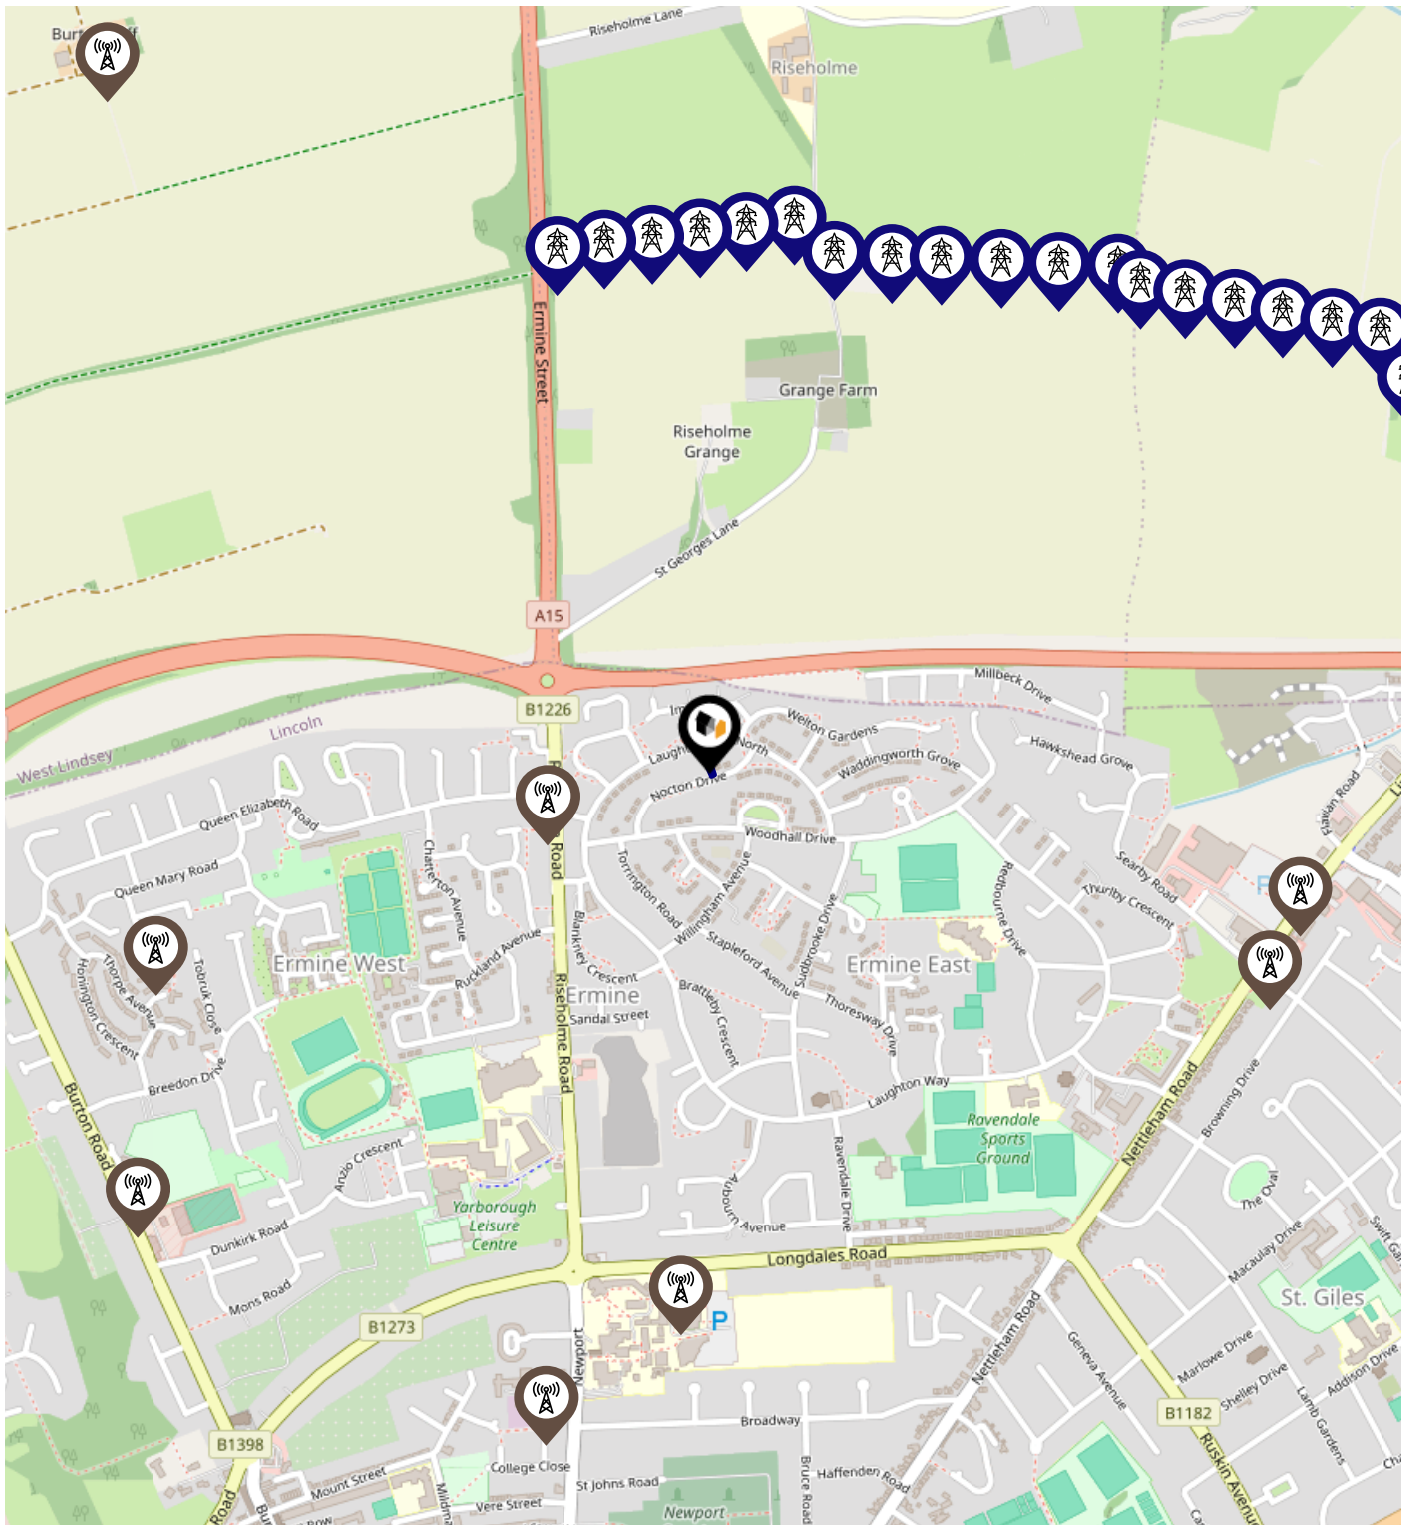 Riseholme Lane
Riseholme
Ermine Street
Grange Farm
Riseholme
Grange
St Georges Lane
A15
Millbeck Drive
B1226
Lincoln
West Lindsey
North
Welton Gardens
Hawkshead Grove
Waddingworth Grove
Nocton Drive
Queen Elizabeth Road
Flavian Road
Woodhall Drive
Road
Queen Mary Road
Chatterton Avenue
Torrington Road
Willingham Avenue
Searby Road
Thurlby Crescent
Redbourne Drive
Sudbrooke Drive
Blankney Crescent
Stapleford Avenue
Ruckland Avenue
Ermine West
Ermine East
Thorpe Avenue
Tobruk Close
Honington Crescent
Ermine
Sandal Street
Brattleby Crescent
Thoresway Drive
Riseholme Road
Breedon Drive
Laughton Way
Burton Road
Nettleham Road
Browning Drive
Ravendale
Sports
Ground
Anzio Crescent
Ravendale Drive
The Oval
Yarborough
Leisure
Centre
Aubourn Avenue
Dunkirk Road
Macaulay Drive
Longdales Road
Mons Road
St. Giles
P
B1273
Newport
Nettleham Road
Geneva Avenue
Marlowe Drive
Shelley Drive
Addison Drive
Lamb Gardens
B1182
Broadway
B1398
Ruskin Avenue
College Close
Mount Street
St Johns Road
Bruce Road
Haffenden Road
Vere Street
Newport
Road